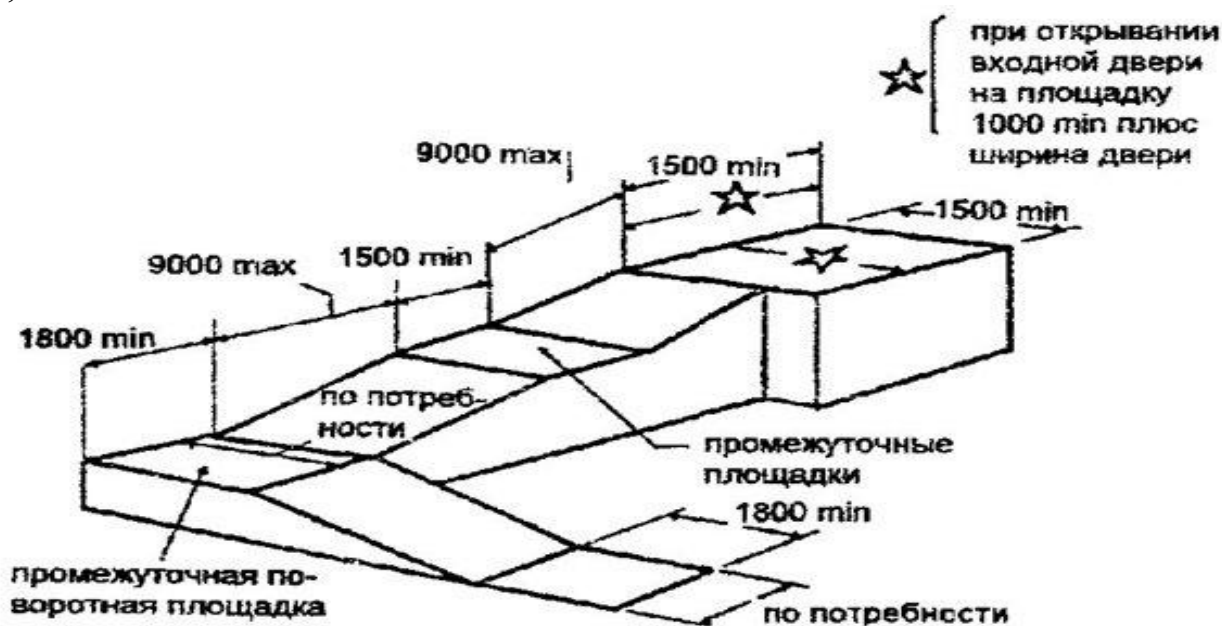 при открывании
входной двери
на площадку
1000 min плюс
ширина двери
9000 max
1500 min
1500 min
9000 max
1500 min
1800 min
по потреб-
ности
промежуточные
площадки
1800 min
промежуточная по-
воротная площадка
по потребности